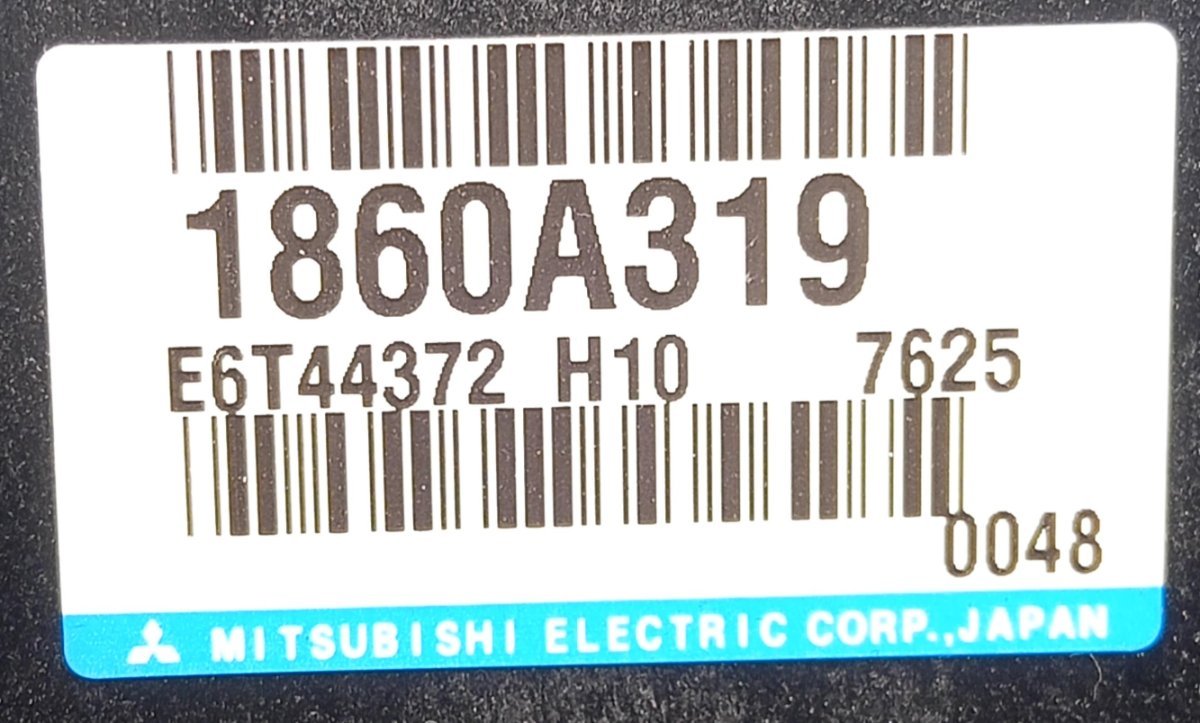 1860A319
E6T44372 H10 7625
0048
MITSUBISHI ELECTRIC CORP.,JAPAN